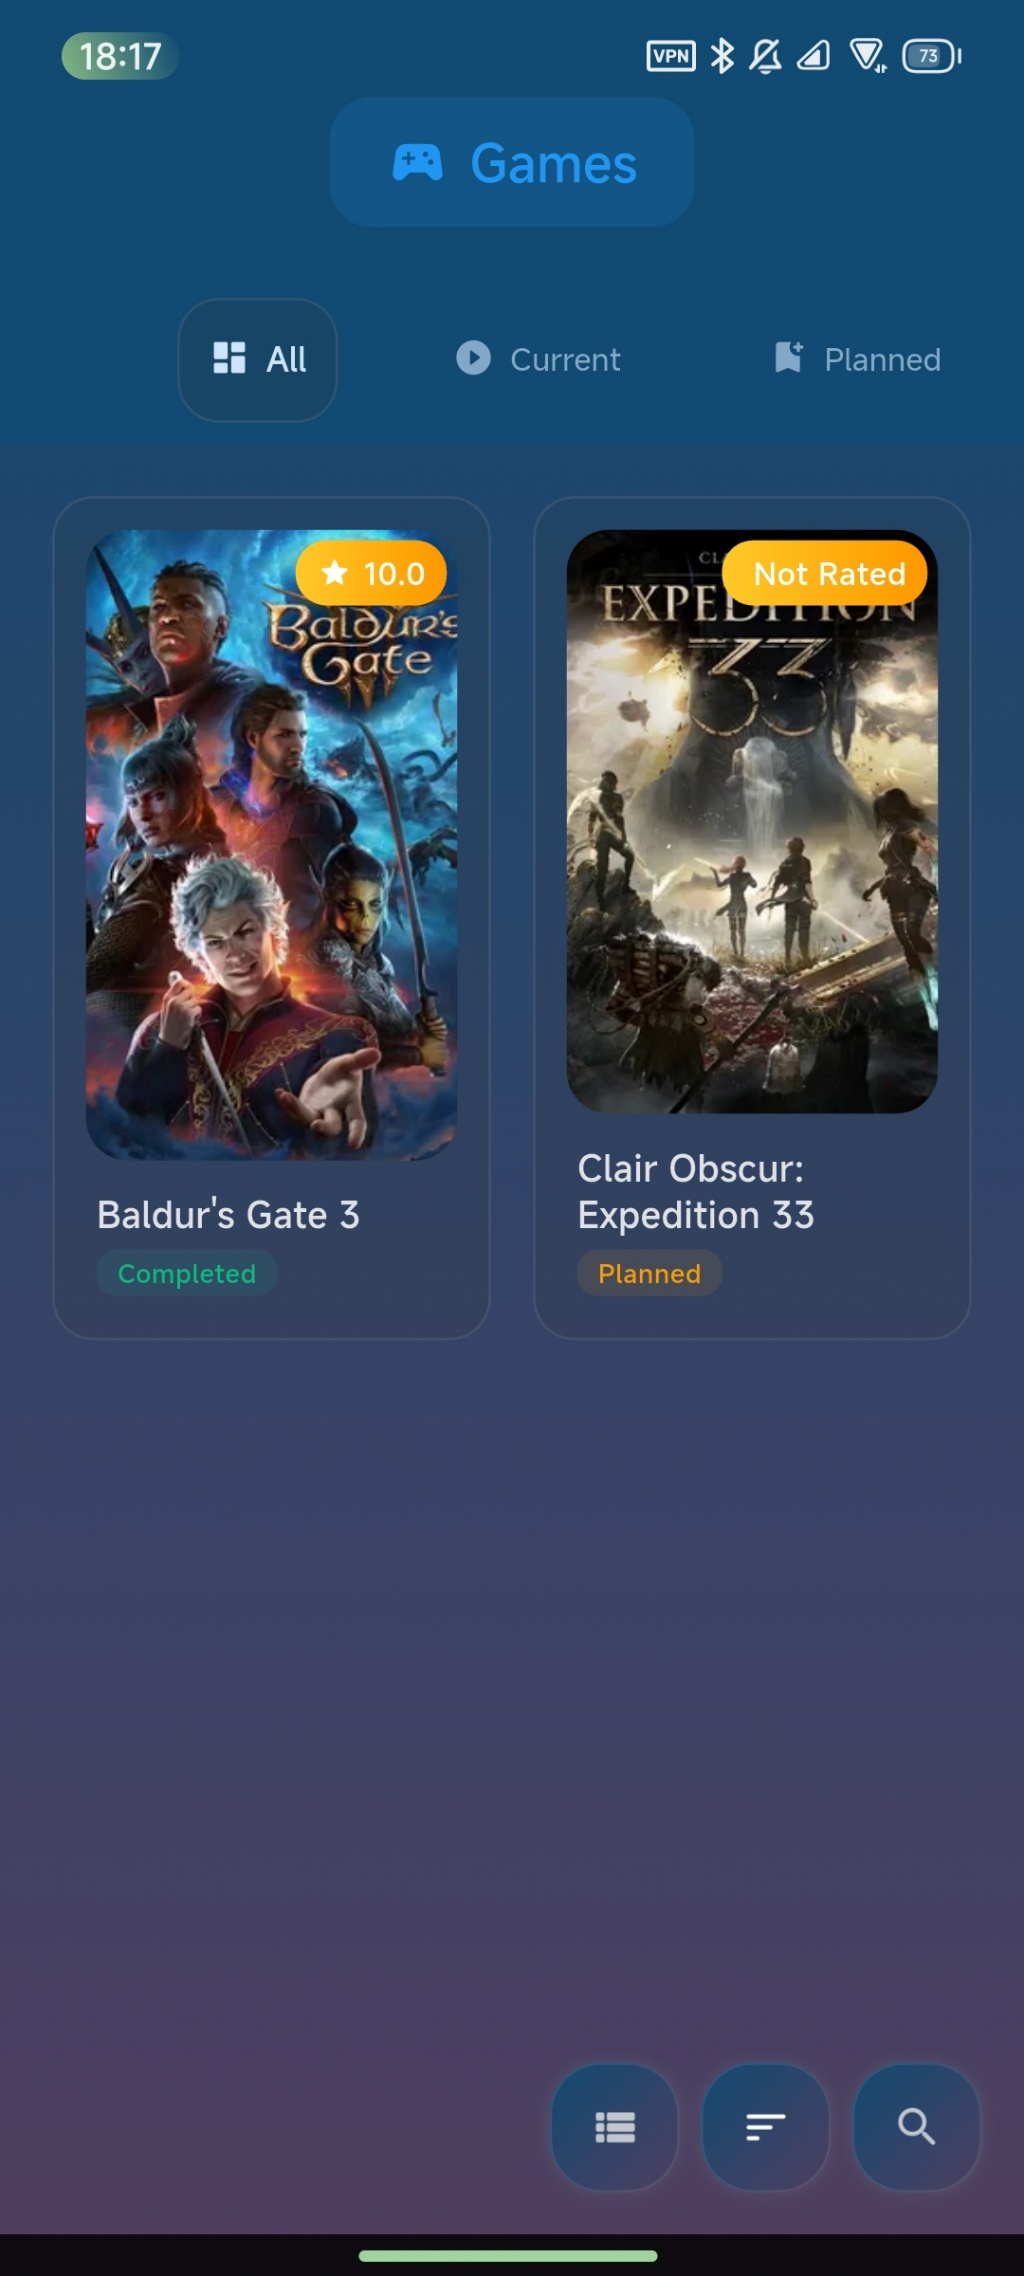 18:17
VPN
73
Games
All
Current
Planned
10.0
Baldur's
Gate
Not Rated
33
Baldur's Gate 3
Completed
Clair Obscur:
Expedition 33
Planned